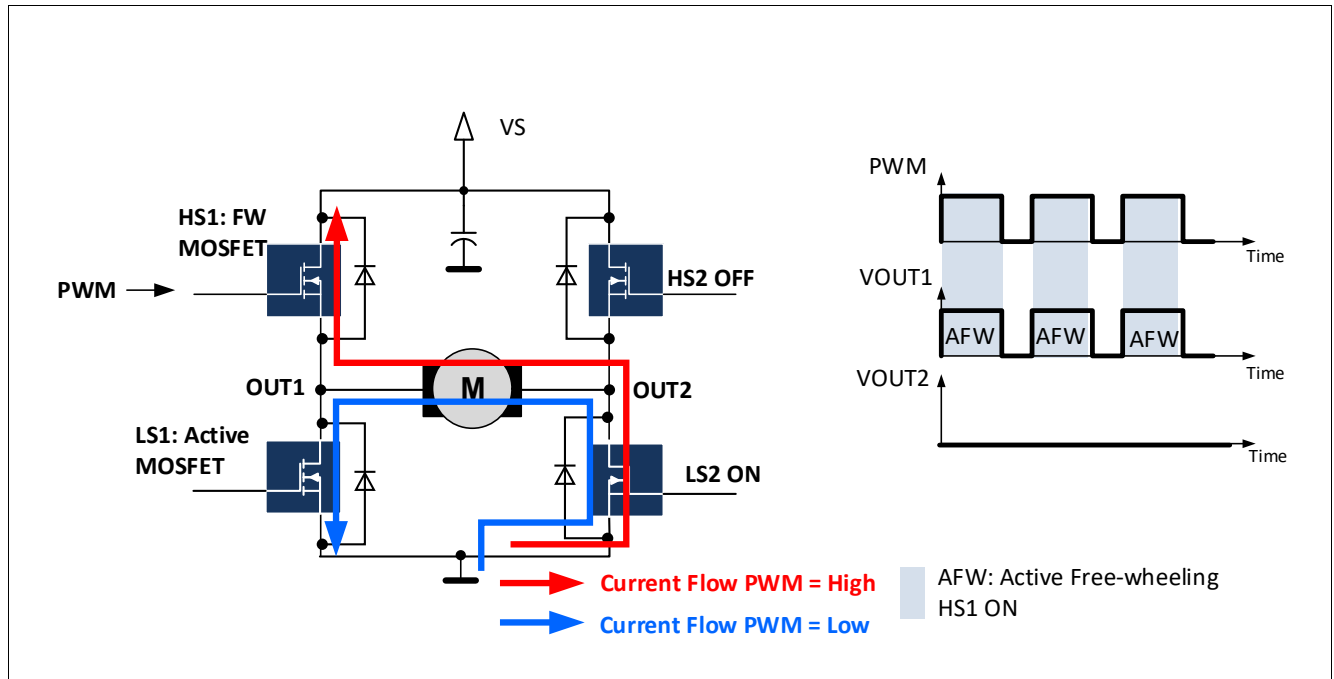 VS
HS1: FW
MOSFET
HS2 OFF
PWM
OUT1
M
OUT2
LS1: Active
MOSFET
LS2 ON
Current Flow PWM = High
Current Flow PWM = Low
PWM
Time
VOUT1
AFW
AFW
AFW
Time
VOUT2
Time
AFW: Active Free-wheeling
HS1 ON